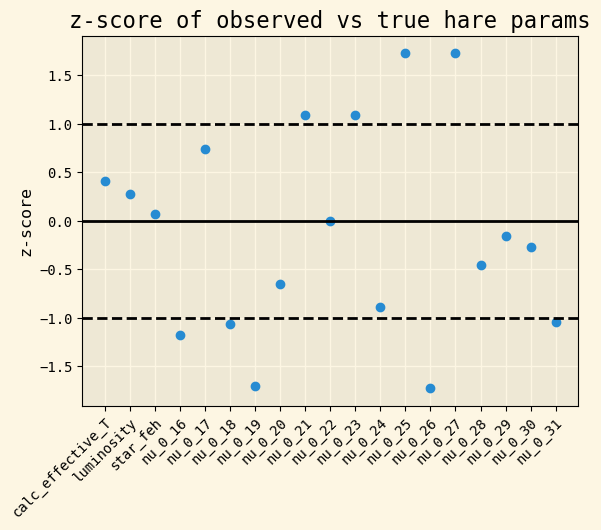 z-score of observed vs true hare params
z-score
1.5
1.0
0.5
0.0
−0.5
−1.0
−1.5
calc_effective_T
luminosity
star_feh
nu_0_16
nu_0_17
nu_0_18
nu_0_19
nu_0_20
nu_0_21
nu_0_22
nu_0_23
nu_0_24
nu_0_25
nu_0_26
nu_0_27
nu_0_28
nu_0_29
nu_0_30
nu_0_31